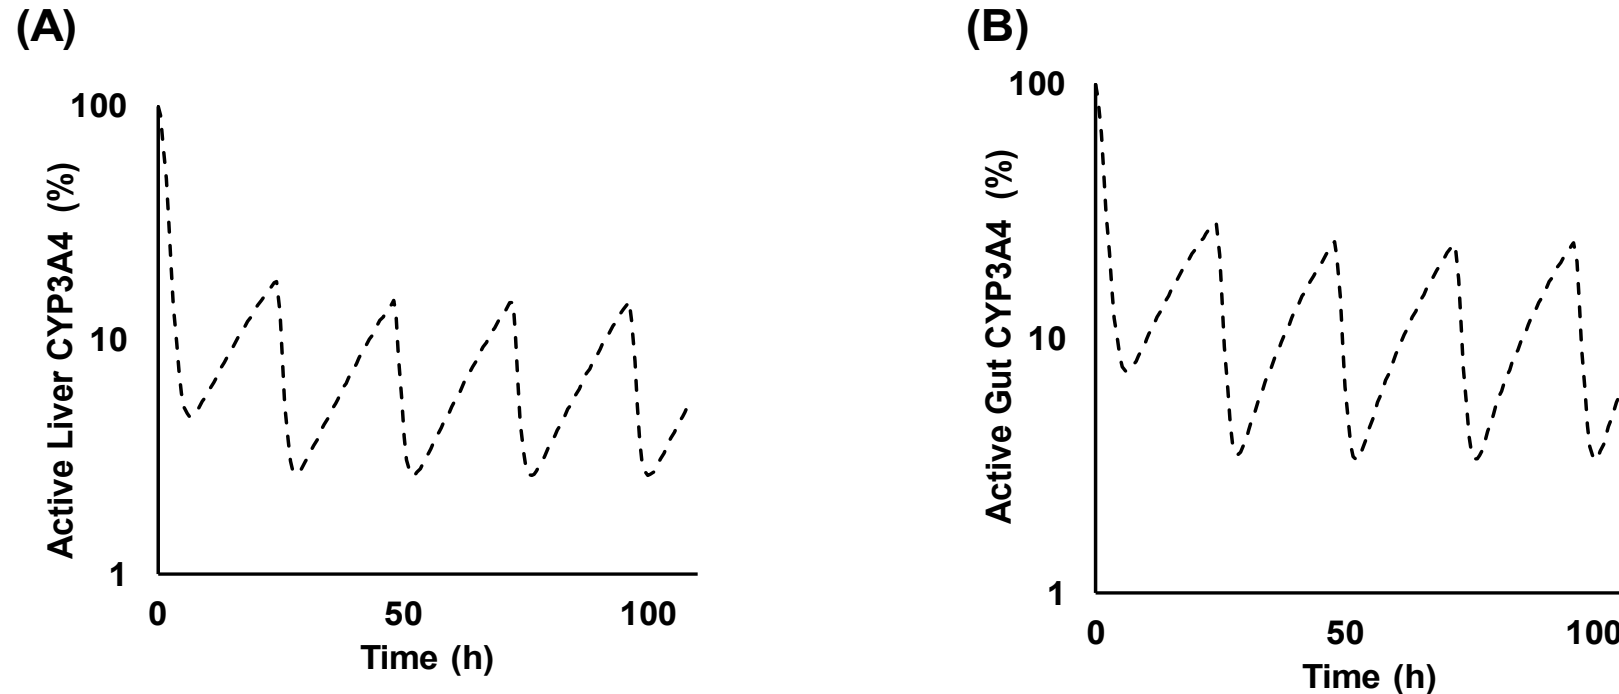 (A)
100
10
1
Active Liver CYP3A4 (%)
0 50 100
Time (h)
(B)
100
10
1
Active Gut CYP3A4 (%)
0 50 100
Time (h)